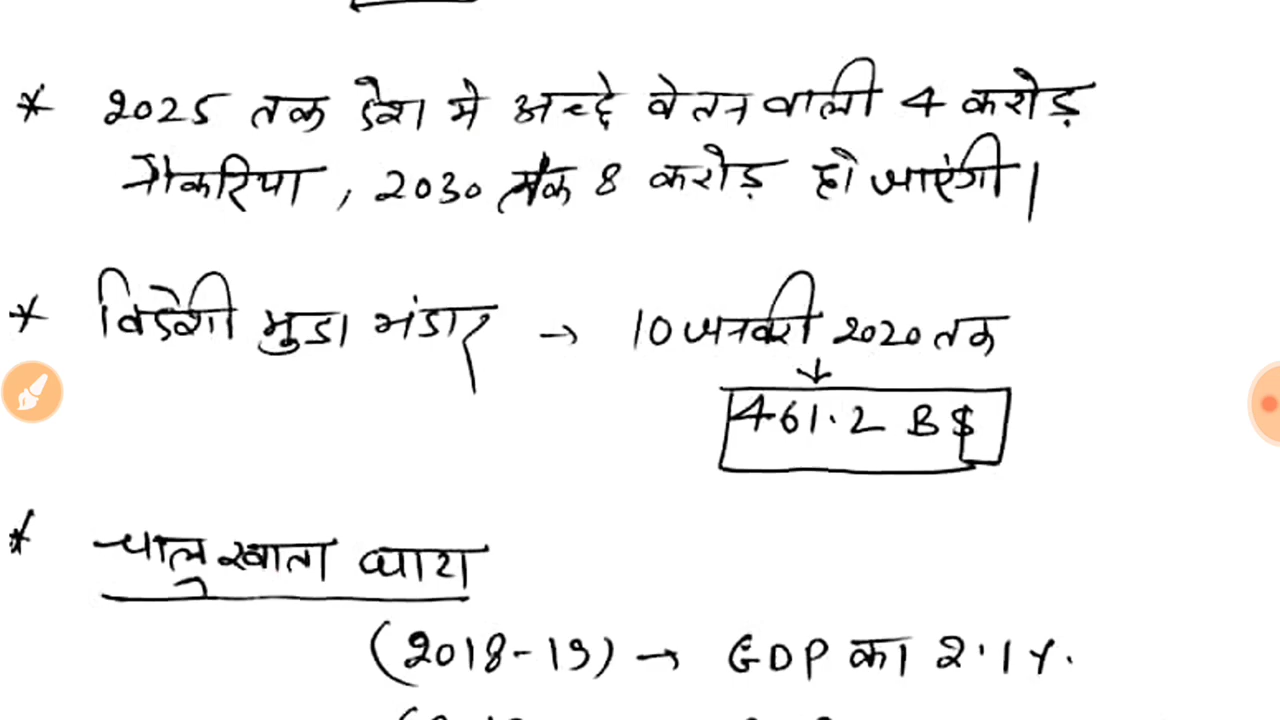 * 2025 तक देश मे अच्छे वेतन वाली 4 करोड़
नौकरिया, 2030 तक 8 करोड़ हो जाएंगी।
* विदेशी मुद्रा भंडार → 10 जनवरी 2020 तक
↓
461.2 B $
* चालु खाता घाटा
(2018-19) → GDP का 2.1%.